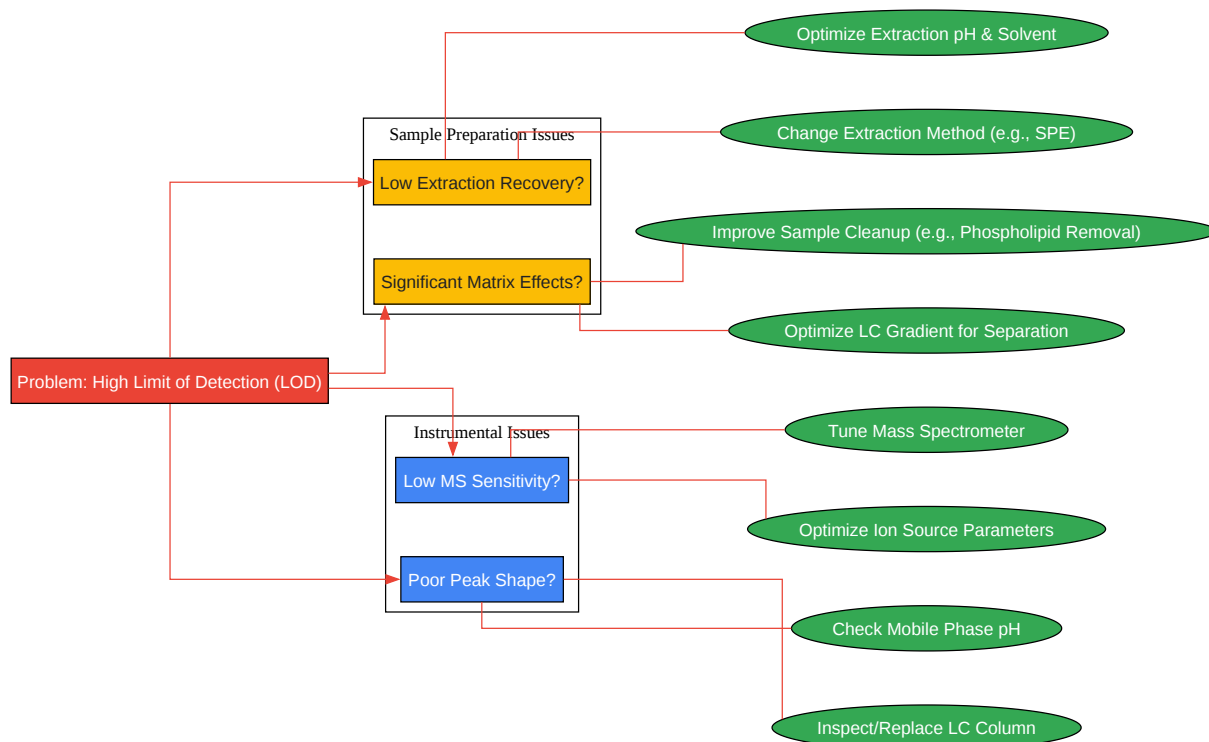 Optimize Extraction pH & Solvent
Sample Preparation Issues
Change Extraction Method (e.g., SPE)
Low Extraction Recovery?
Improve Sample Cleanup (e.g., Phospholipid Removal)
Significant Matrix Effects?
Optimize LC Gradient for Separation
Problem: High Limit of Detection (LOD)
Instrumental Issues
Tune Mass Spectrometer
Low MS Sensitivity?
Optimize Ion Source Parameters
Poor Peak Shape?
Check Mobile Phase pH
Inspect/Replace LC Column